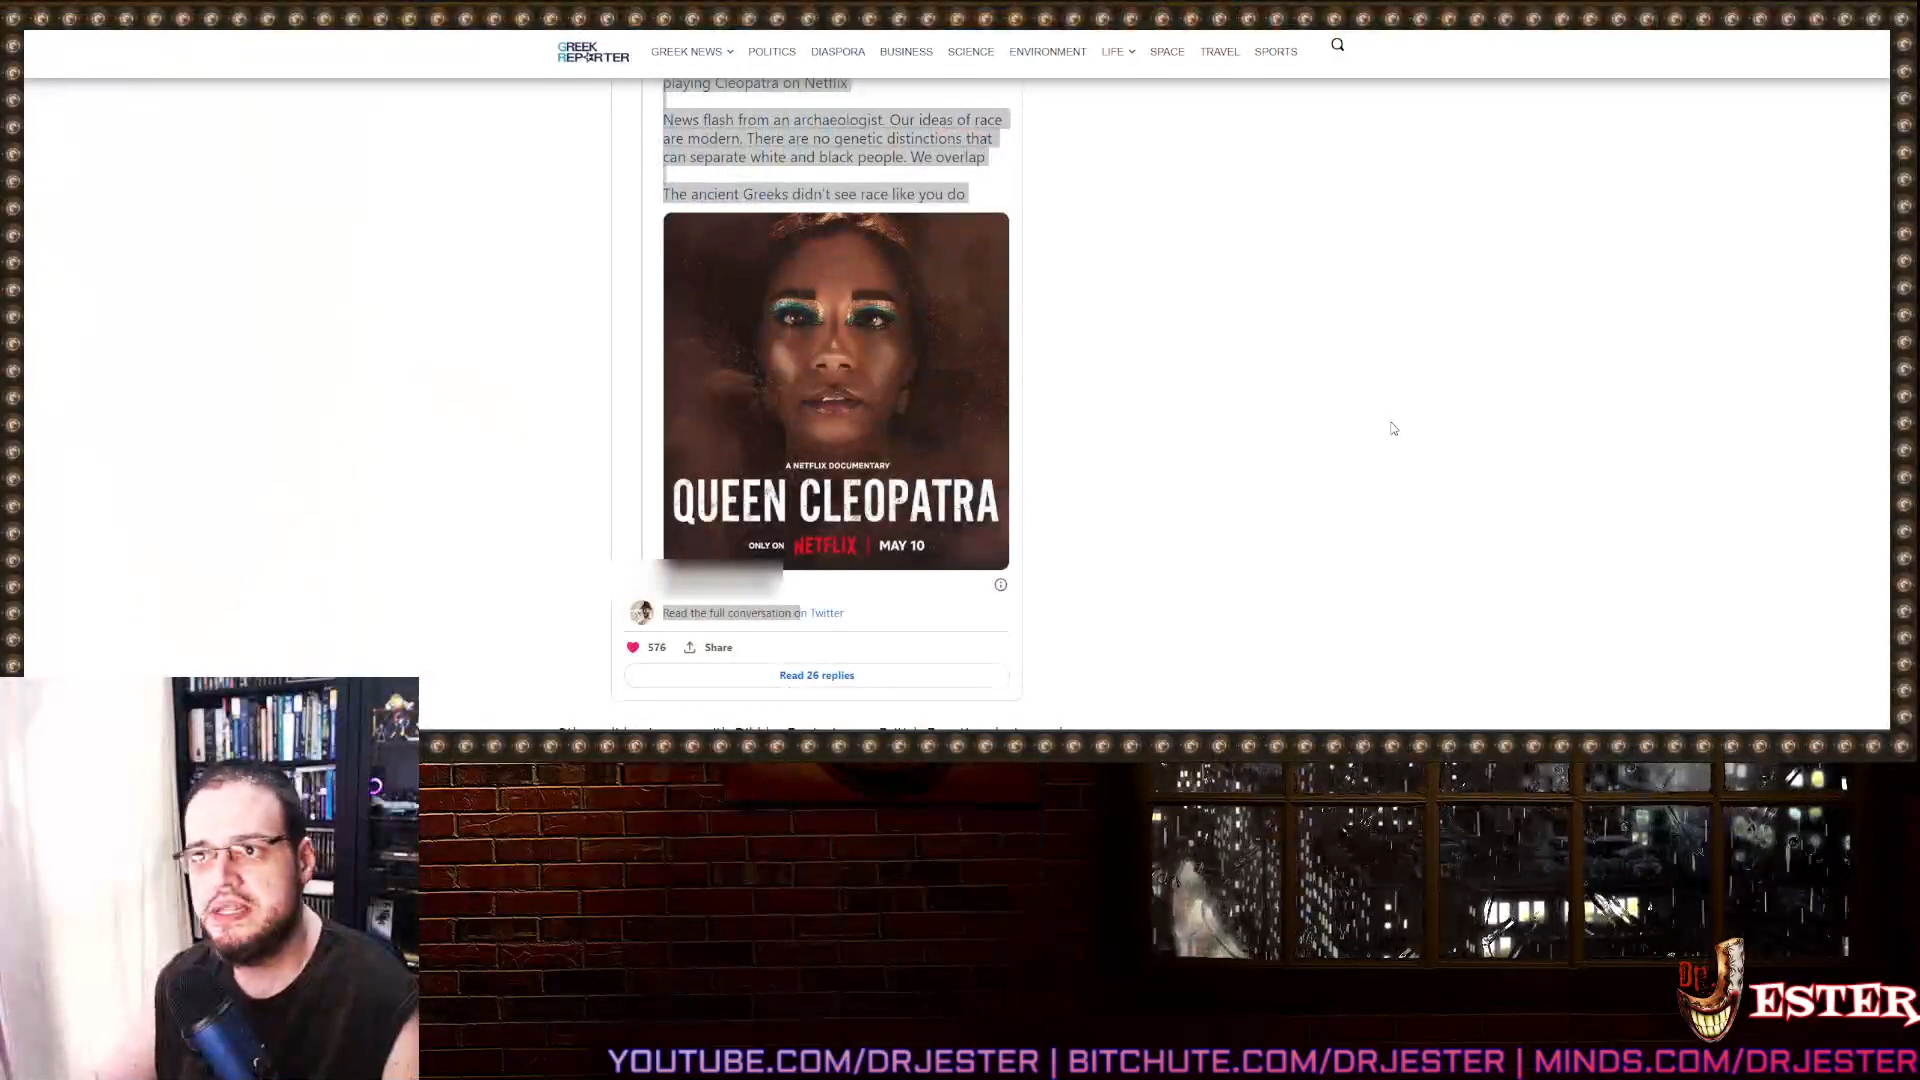 GREEK
REPORTER
GREEK NEWS POLITICS DIASPORA BUSINESS SCIENCE ENVIRONMENT LIFE SPACE TRAVEL SPORTS
playing Cleopatra on Netflix
News flash from an archaeologist. Our ideas of race
are modern. There are no genetic distinctions that
can separate white and black people. We overlap
The ancient Greeks didn't see race like you do
A NETFLIX DOCUMENTARY
QUEEN CLEOPATRA
ONLY ON NETFLIX | MAY 10
Read the full conversation on Twitter
576 Share
Read 26 replies
Dr.
JESTER
YOUTUBE.COM/DRJESTER | BITCHUTE.COM/DRJESTER | MINDS.COM/DRJESTER